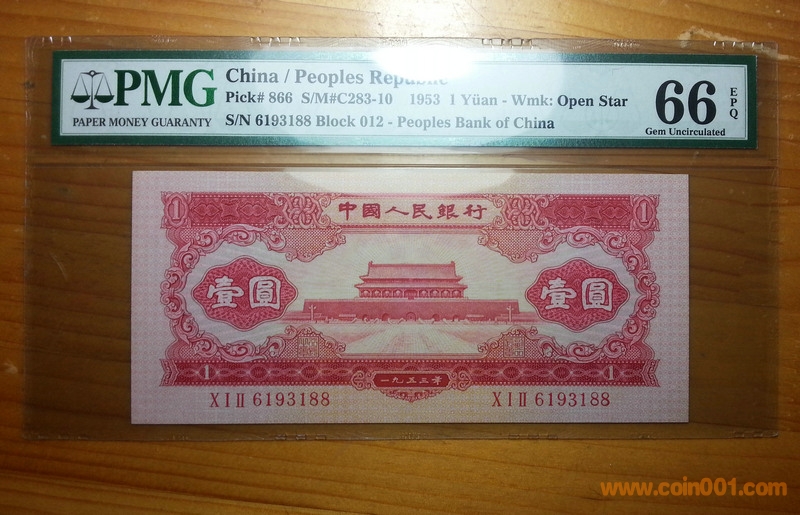 PMG
PAPER MONEY GUARANTY
China / Peoples Republic
Pick# 866 S/M#C283-10 1953 1 Yüan - Wmk: Open Star
S/N 6193188 Block 012 - Peoples Bank of China
66
EPQ
Gem Uncirculated
1
中國人民銀行
1
壹圓
壹圓
1
一九五三年
1
X I II 6193188
X I II 6193188
www.coin001.com